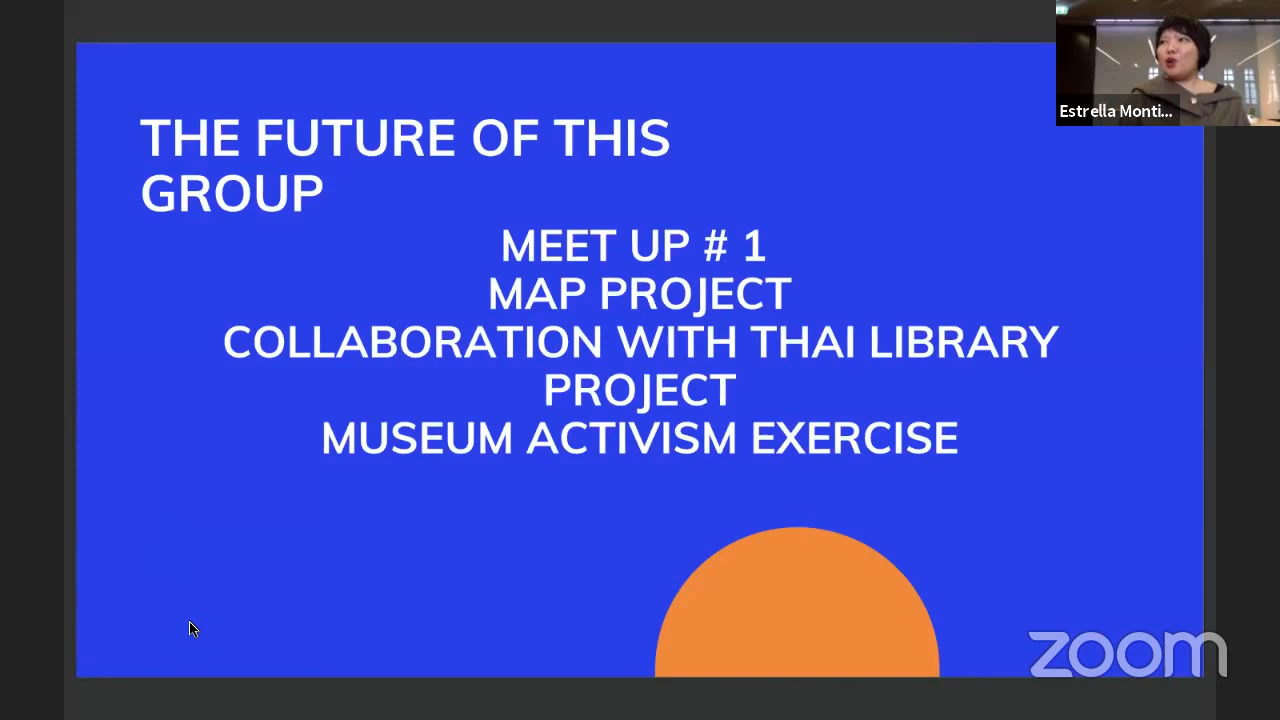 Estrella Monti...
THE FUTURE OF THIS
GROUP
MEET UP # 1
MAP PROJECT
COLLABORATION WITH THAI LIBRARY
PROJECT
MUSEUM ACTIVISM EXERCISE
zoom